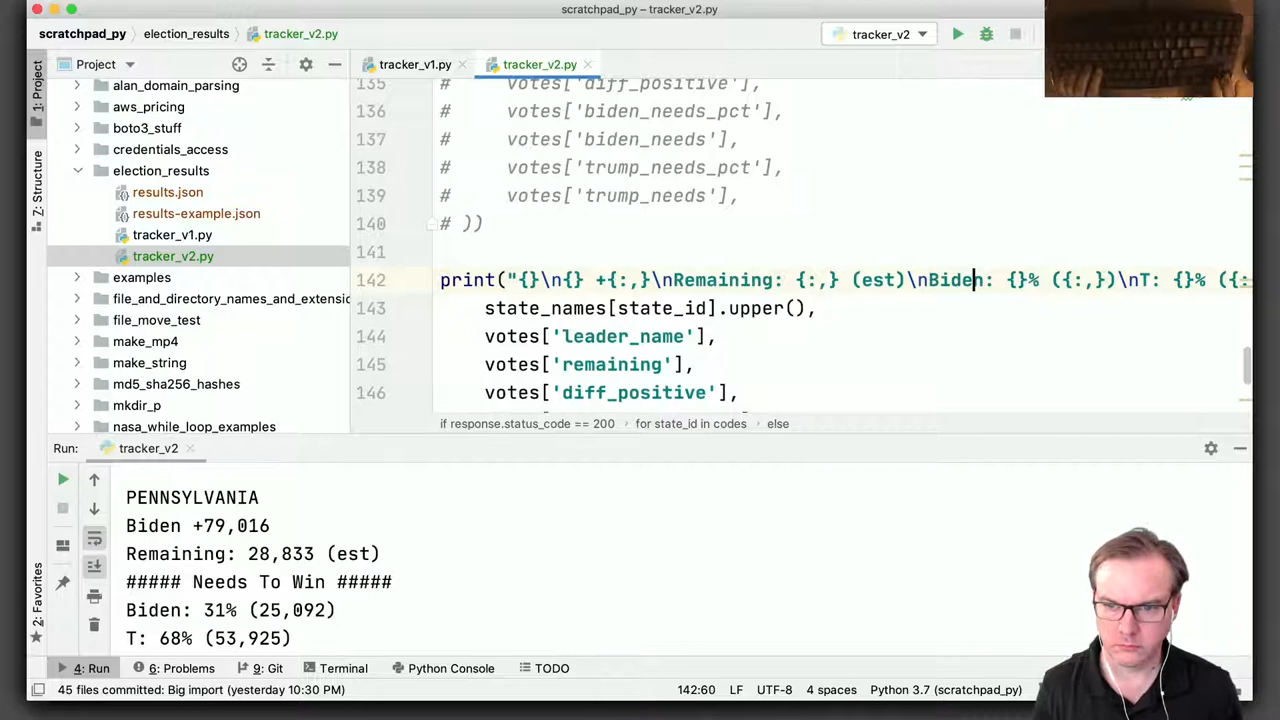 scratchpad_py – tracker_v2.py
scratchpad_py
election_results
tracker_v2.py
tracker_v2
Project
tracker_v1.py
tracker_v2.py
1: Project
Z: Structure
2: Favorites
alan_domain_parsing
aws_pricing
boto3_stuff
credentials_access
election_results
results.json
results-example.json
tracker_v1.py
tracker_v2.py
examples
file_and_directory_names_and_extensio
file_move_test
make_mp4
make_string
md5_sha256_hashes
mkdir_p
nasa_while_loop_examples
135 # votes['diff_positive'],
136 # votes['biden_needs_pct'],
137 # votes['biden_needs'],
138 # votes['trump_needs_pct'],
139 # votes['trump_needs'],
140 # ))
141
142 print("{}\n{} +{:,}\nRemaining: {:,} (est)\nBiden: {}% ({:,})\nT: {}% ({:
143 state_names[state_id].upper(),
144 votes['leader_name'],
145 votes['remaining'],
146 votes['diff_positive'],
if response.status_code == 200
for state_id in codes
else
Run:
tracker_v2
PENNSYLVANIA
Biden +79,016
Remaining: 28,833 (est)
##### Needs To Win #####
Biden: 31% (25,092)
T: 68% (53,925)
4: Run
6: Problems
9: Git
Terminal
Python Console
TODO
45 files committed: Big import (yesterday 10:30 PM)
142:60
LF
UTF-8
4 spaces
Python 3.7 (scratchpad_py)